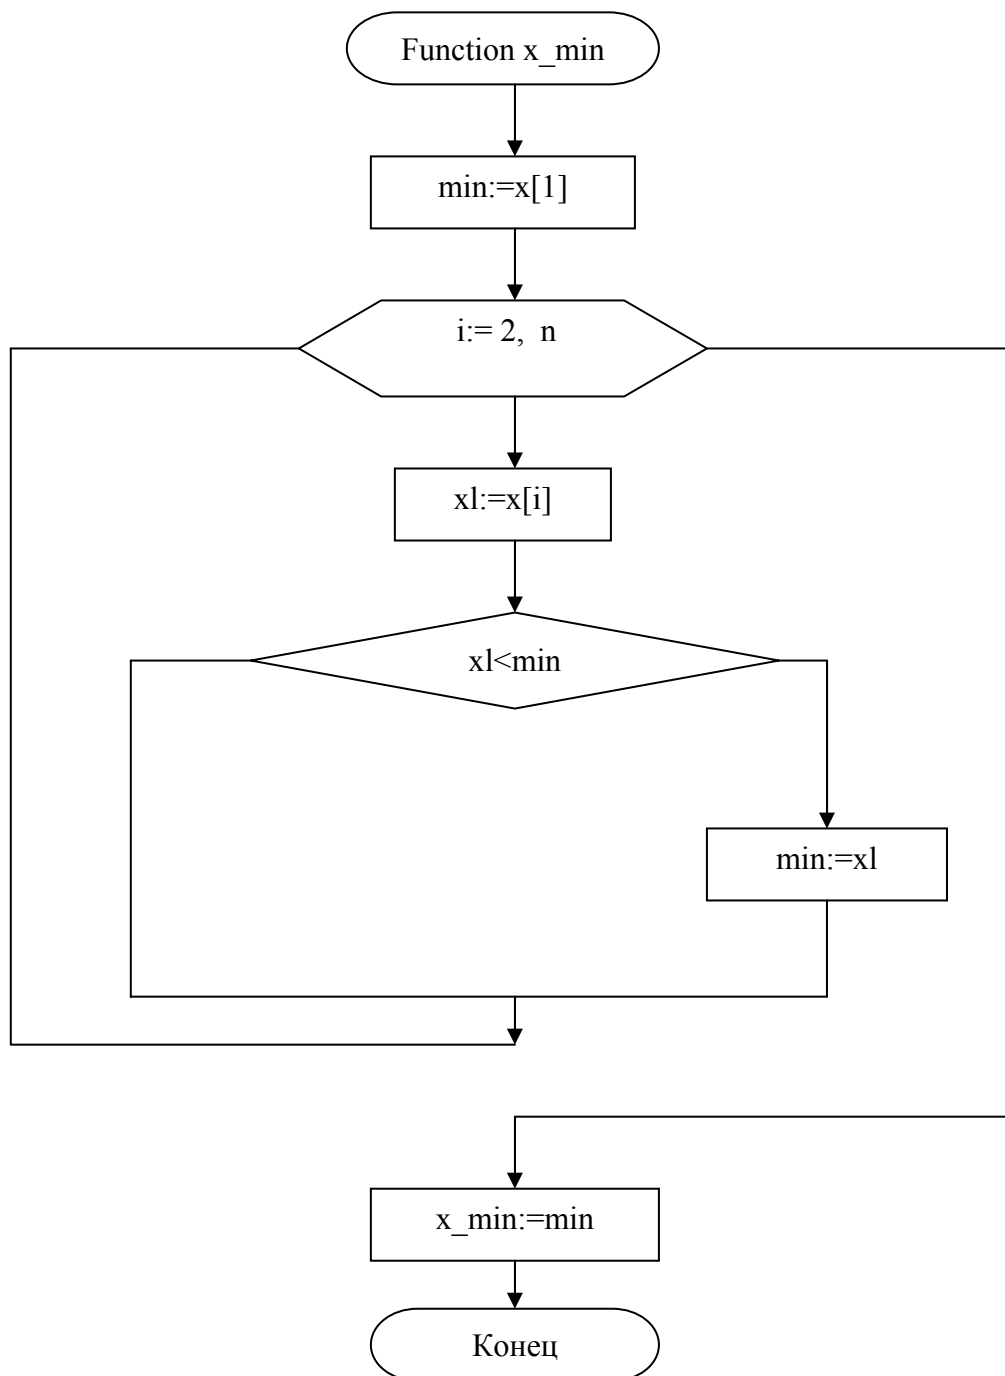 Function x_min
min:=x[1]
i:= 2, n
xl:=x[i]
xl<min
min:=xl
x_min:=min
Конец